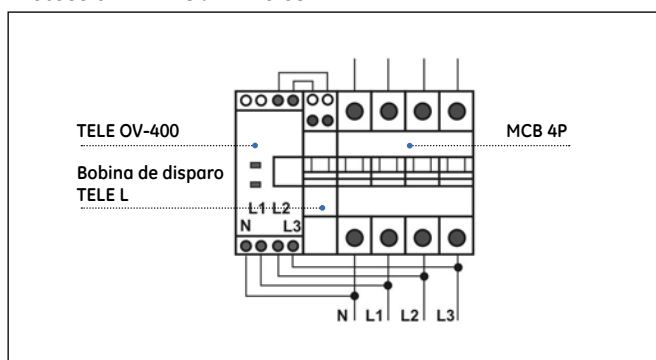 TELE OV-400
MCB 4P
Bobina de disparo
TELE L
L1 L2
N L3
N L1 L2 L3